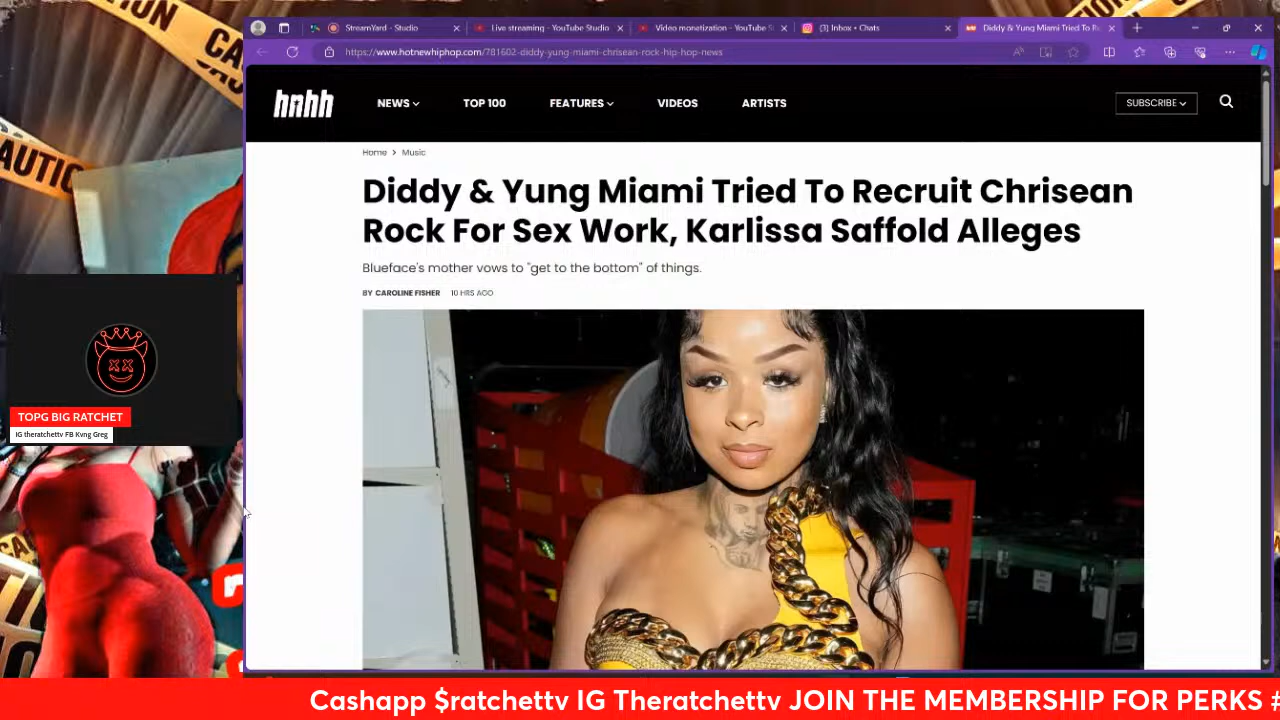 StreamYard - Studio
Live streaming - YouTube Studio
Video monetization - YouTube S
(3) Inbox • Chats
Diddy & Yung Miami Tried To R
https://www.hotnewhiphop.com/781602-diddy-yung-miami-chrisean-rock-hip-hop-news
hnhh
NEWS
TOP 100
FEATURES
VIDEOS
ARTISTS
SUBSCRIBE
Home > Music
Diddy & Yung Miami Tried To Recruit Chrisean
Rock For Sex Work, Karlissa Saffold Alleges
Blueface's mother vows to "get to the bottom" of things.
BY CAROLINE FISHER 10 HRS AGO
CAUTION
TOPG BIG RATCHET
IG theratchettv FB Kvng Greg
Cashapp $ratchettv IG Theratchettv JOIN THE MEMBERSHIP FOR PERKS #